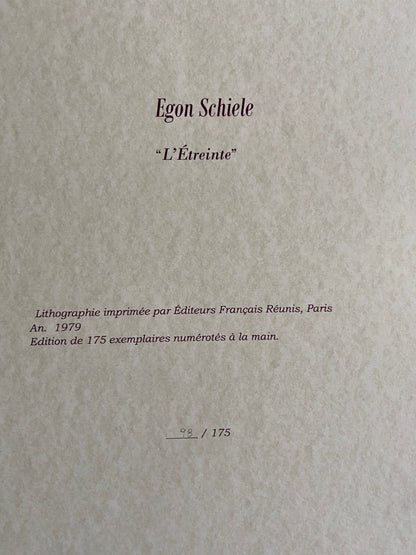 Egon Schiele
“L’Étreinte”
Lithographie imprimée par Éditeurs Français Réunis, Paris
An. 1979
Edition de 175 exemplaires numérotés à la main.
98 / 175